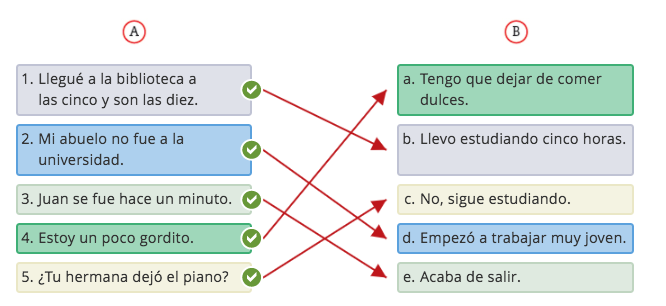 A
B
1. Llegué a la biblioteca a
las cinco y son las diez.
2. Mi abuelo no fue a la
universidad.
3. Juan se fue hace un minuto.
4. Estoy un poco gordito.
5. ¿Tu hermana dejó el piano?
a. Tengo que dejar de comer
dulces.
b. Llevo estudiando cinco horas.
c. No, sigue estudiando.
d. Empezó a trabajar muy joven.
e. Acaba de salir.